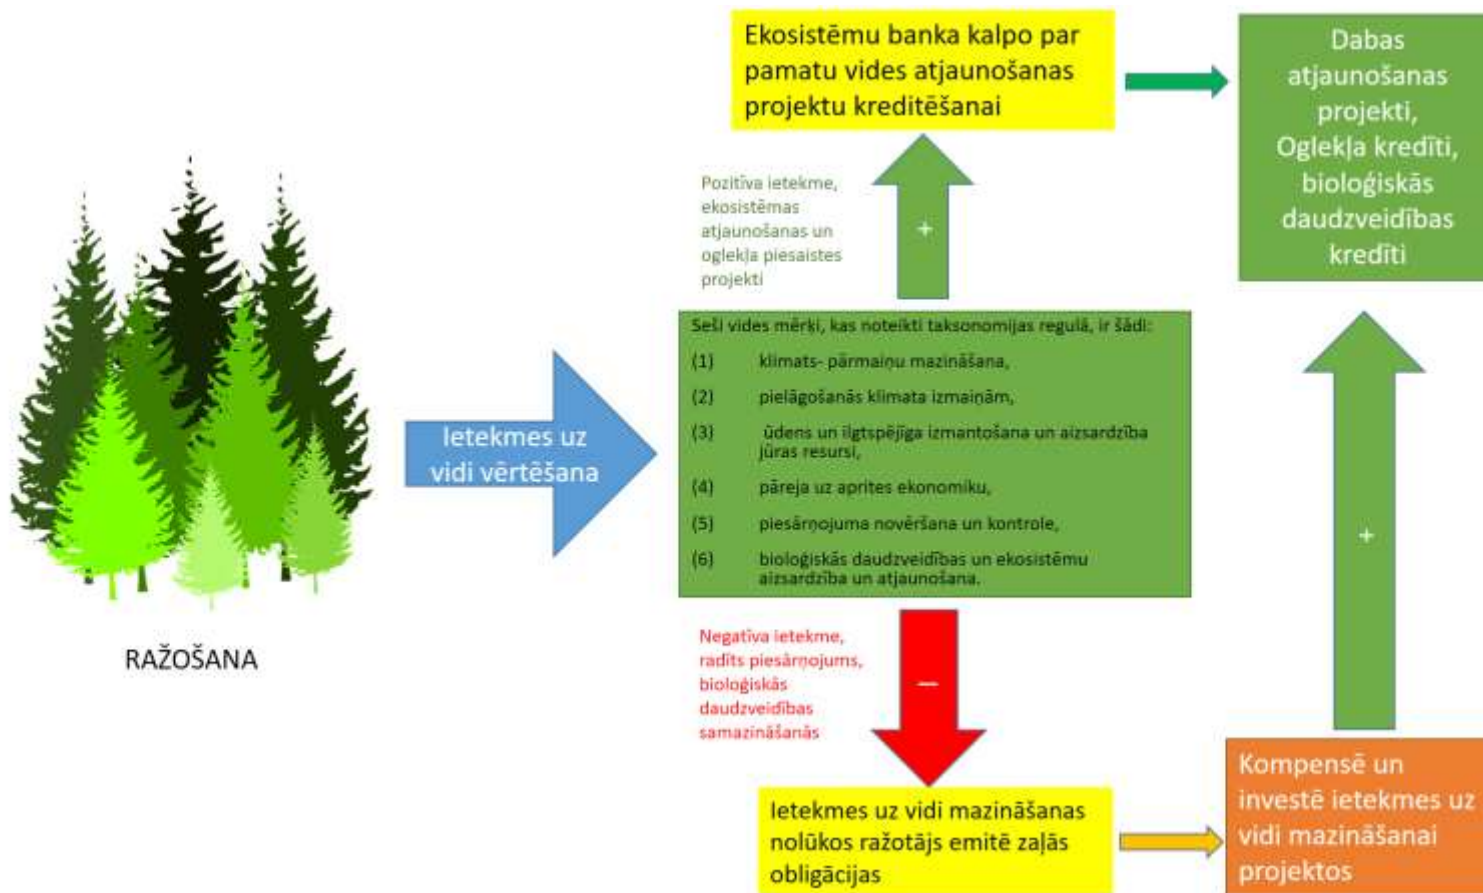 RAŽOŠANA
Ietekmes uz
vidi vērtēšana
Ekosistēmu banka kalpo par
pamatu vides atjaunošanas
projektu kreditēšanai
Dabas
atjaunošanas
projekti,
Oglekļa kredīti,
bioloģiskās
daudzveidības
kredīti
Pozitīva ietekme,
ekosistēmas
atjaunošanas un
oglekļa piesaistes
projekti
+
Seši vides mērķi, kas noteikti taksonomijas regulā, ir šādi:
(1) klimats- pārmaiņu mazināšana,
(2) pielāgošanās klimata izmaiņām,
(3) ūdens un ilgtspējīga izmantošana un aizsardzība
jūras resursi,
(4) pāreja uz aprites ekonomiku,
(5) piesārņojuma novēršana un kontrole,
(6) bioloģiskās daudzveidības un ekosistēmu
aizsardzība un atjaunošana.
+
Negatīva ietekme,
radīts piesārņojums,
bioloģiskās
daudzveidības
samazināšanās
–
Ietekmes uz vidi mazināšanas
nolūkos ražotājs emitē zaļās
obligācijas
Kompensē un
investē ietekmes uz
vidi mazināšanai
projektos